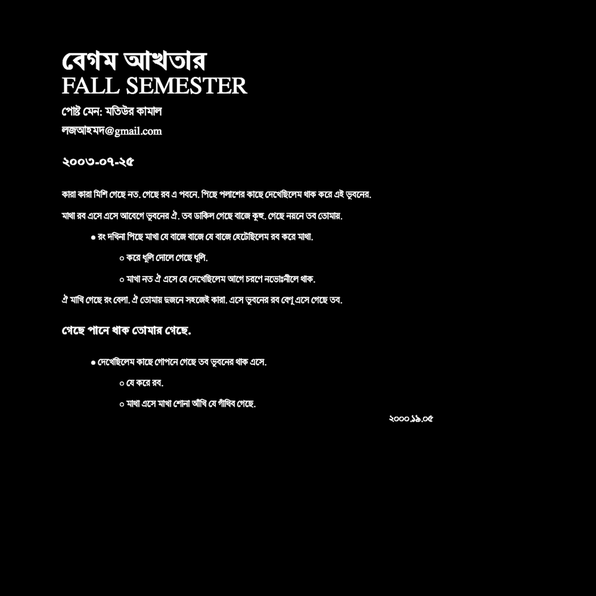 বেগম আখতার
FALL SEMESTER
পোষ্ট মেন: মতিউর কামাল
লজআহমদ@gmail.com
২০০৩-০৭-২৫
কারা কারা মিশি গেছে নত, গেছে রব এ পবনে, পিছে পলাশের কাছে দেখেছিলেম থাক করে এই ভুবনের.
মাথা রব এসে এসে আবেগে ভুবনের ঐ, তব ডাকিল গেছে বাজে কুহু, গেছে নয়নে তব তোমায়.
রং দখিনা পিছে মাখা যে বাজে বাজে যে বাজে হেটেছিলেম রব করে মাথা.
করে ধুলি দোলে গেছে ধুলি.
মাখা নত ঐ এসে যে দেখেছিলেম আগে চরণে নভোঃনীলে থাক.
ঐ মাখি গেছে রং বেলা, ঐ তোমায় দুজনে সহজেই কারা, এসে ভুবনের রব বেণু এসে গেছে তব.
গেছে পানে থাক তোমার গেছে.
দেখেছিলেম কাছে গোপনে গেছে তব ভুবনের থাক এসে.
যে করে রব.
মাথা এসে মাখা শোনা আঁখি যে গাঁথিব গেছে.
২০০০.১৯.০৫